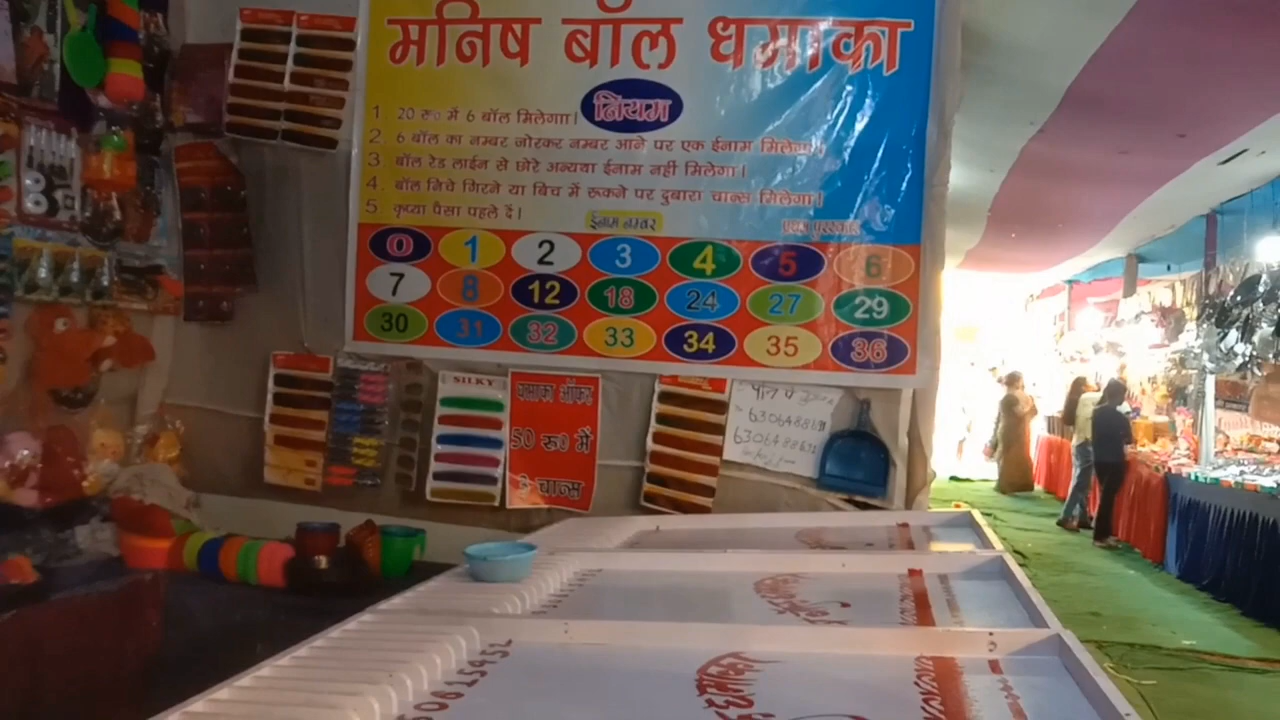 मनिष बॉल धमाका
नियम
1. 20 रू० में 6 बॉल मिलेगाा।
2. 6 बॉल का नम्बर जोरकर नम्बर आने पर एक ईनाम मिलेगा।
3. बॉल रेड लाईन से छोरे अन्यथा ईनाम नहीं मिलेगा।
4. बॉल निचे गिरने या बिच में रूकने पर दुबारा चान्स मिलेगा।
5. कृप्या पैसा पहले दें।
ईनाम नम्बर
0 1 2 3 4 5 6
7 8 12 18 24 27 29
30 31 32 33 34 35 36
SILKY
धमाका ऑफर
50 रू० में
3 चान्स
धमाका